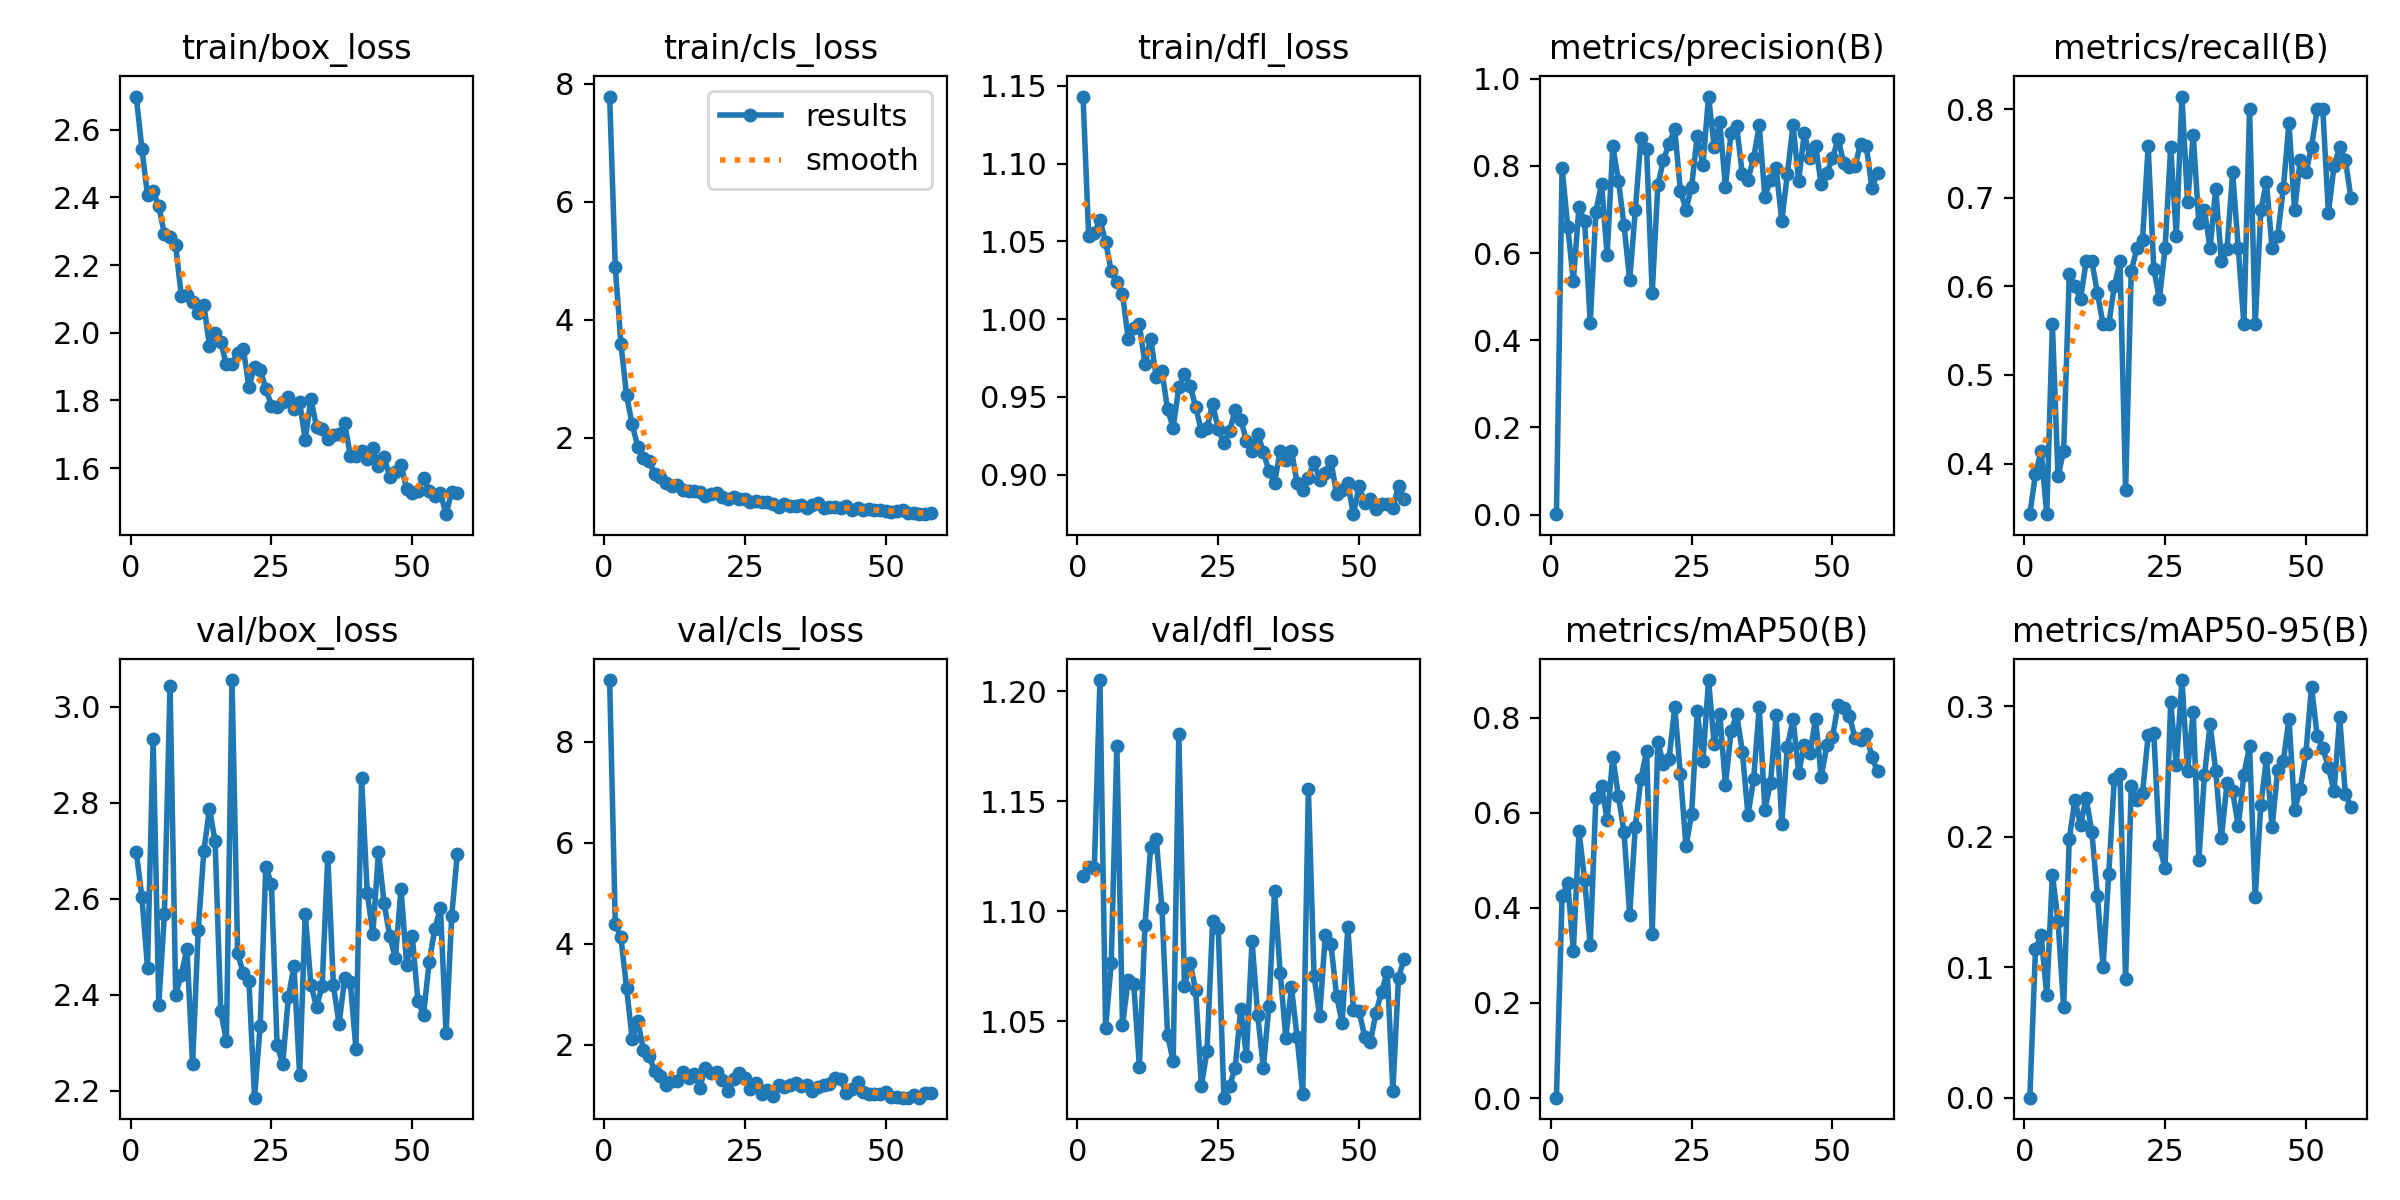 train/box_loss
2.6
2.4
2.2
2.0
1.8
1.6
0 25 50
train/cls_loss
results
smooth
8
6
4
2
0 25 50
train/dfl_loss
1.15
1.10
1.05
1.00
0.95
0.90
0 25 50
metrics/precision(B)
1.0
0.8
0.6
0.4
0.2
0.0
0 25 50
metrics/recall(B)
0.8
0.7
0.6
0.5
0.4
0 25 50
val/box_loss
3.0
2.8
2.6
2.4
2.2
0 25 50
val/cls_loss
8
6
4
2
0 25 50
val/dfl_loss
1.20
1.15
1.10
1.05
0 25 50
metrics/mAP50(B)
0.8
0.6
0.4
0.2
0.0
0 25 50
metrics/mAP50-95(B)
0.3
0.2
0.1
0.0
0 25 50